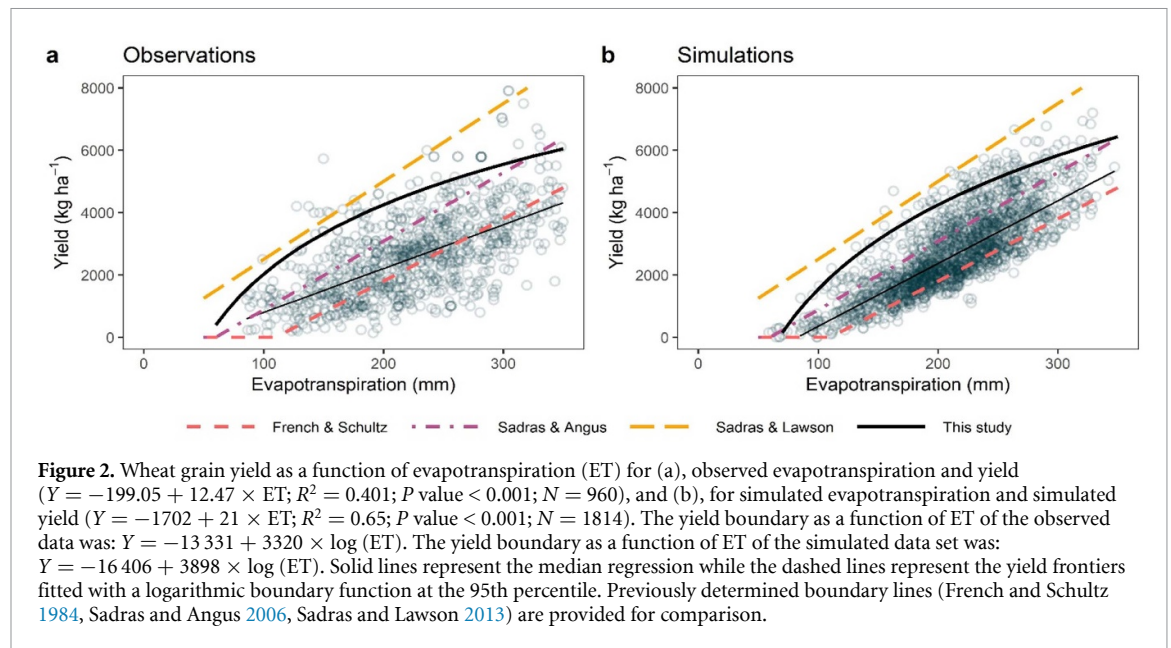 a Observations
b Simulations
8000
6000
4000
2000
0
Yield (kg ha⁻¹)
0 100 200 300
Evapotranspiration (mm)
8000
6000
4000
2000
0
Yield (kg ha⁻¹)
0 100 200 300
Evapotranspiration (mm)
French & Schultz Sadras & Angus Sadras & Lawson This study
Figure 2. Wheat grain yield as a function of evapotranspiration (ET) for (a), observed evapotranspiration and yield
(Y = −199.05 + 12.47 × ET; R² = 0.401; P value < 0.001; N = 960), and (b), for simulated evapotranspiration and simulated
yield (Y = −1702 + 21 × ET; R² = 0.65; P value < 0.001; N = 1814). The yield boundary as a function of ET of the observed
data was: Y = −13 331 + 3320 × log (ET). The yield boundary as a function of ET of the simulated data set was:
Y = −16 406 + 3898 × log (ET). Solid lines represent the median regression while the dashed lines represent the yield frontiers
fitted with a logarithmic boundary function at the 95th percentile. Previously determined boundary lines (French and Schultz
1984, Sadras and Angus 2006, Sadras and Lawson 2013) are provided for comparison.